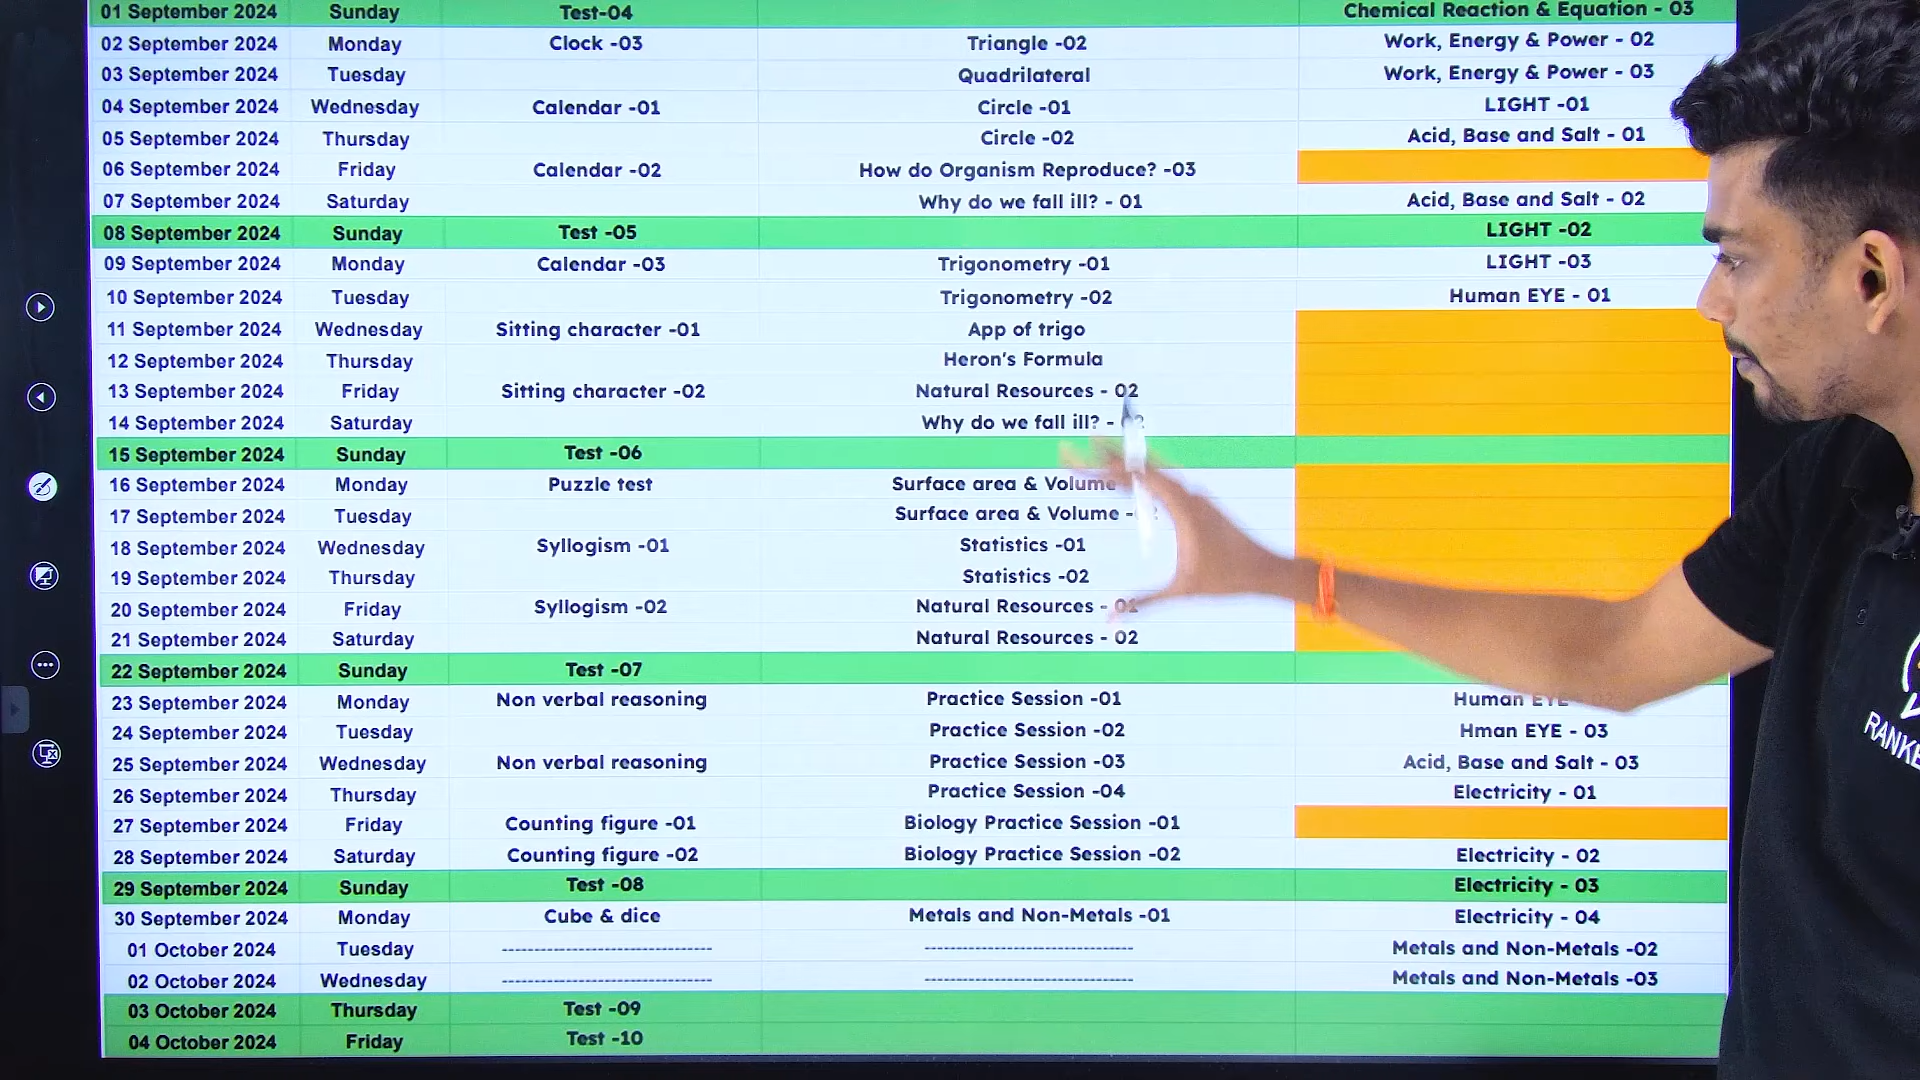 01 September 2024 Sunday Test-04 Chemical Reaction & Equation - 03
02 September 2024 Monday Clock -03 Triangle -02 Work, Energy & Power - 02
03 September 2024 Tuesday Quadrilateral Work, Energy & Power - 03
04 September 2024 Wednesday Calendar -01 Circle -01 LIGHT -01
05 September 2024 Thursday Circle -02 Acid, Base and Salt - 01
06 September 2024 Friday Calendar -02 How do Organism Reproduce? -03
07 September 2024 Saturday Why do we fall ill? - 01 Acid, Base and Salt - 02
08 September 2024 Sunday Test -05 LIGHT -02
09 September 2024 Monday Calendar -03 Trigonometry -01 LIGHT -03
10 September 2024 Tuesday Trigonometry -02 Human EYE - 01
11 September 2024 Wednesday Sitting character -01 App of trigo
12 September 2024 Thursday Heron's Formula
13 September 2024 Friday Sitting character -02 Natural Resources - 02
14 September 2024 Saturday Why do we fall ill? -
15 September 2024 Sunday Test -06
16 September 2024 Monday Puzzle test Surface area & Volume
17 September 2024 Tuesday Surface area & Volume -
18 September 2024 Wednesday Syllogism -01 Statistics -01
19 September 2024 Thursday Statistics -02
20 September 2024 Friday Syllogism -02 Natural Resources - 01
21 September 2024 Saturday Natural Resources - 02
22 September 2024 Sunday Test -07
23 September 2024 Monday Non verbal reasoning Practice Session -01 Human EYE
24 September 2024 Tuesday Practice Session -02 Hman EYE - 03
25 September 2024 Wednesday Non verbal reasoning Practice Session -03 Acid, Base and Salt - 03
26 September 2024 Thursday Practice Session -04 Electricity - 01
27 September 2024 Friday Counting figure -01 Biology Practice Session -01
28 September 2024 Saturday Counting figure -02 Biology Practice Session -02 Electricity - 02
29 September 2024 Sunday Test -08 Electricity - 03
30 September 2024 Monday Cube & dice Metals and Non-Metals -01 Electricity - 04
01 October 2024 Tuesday -------------------------------- -------------------------------- Metals and Non-Metals -02
02 October 2024 Wednesday -------------------------------- -------------------------------- Metals and Non-Metals -03
03 October 2024 Thursday Test -09
04 October 2024 Friday Test -10